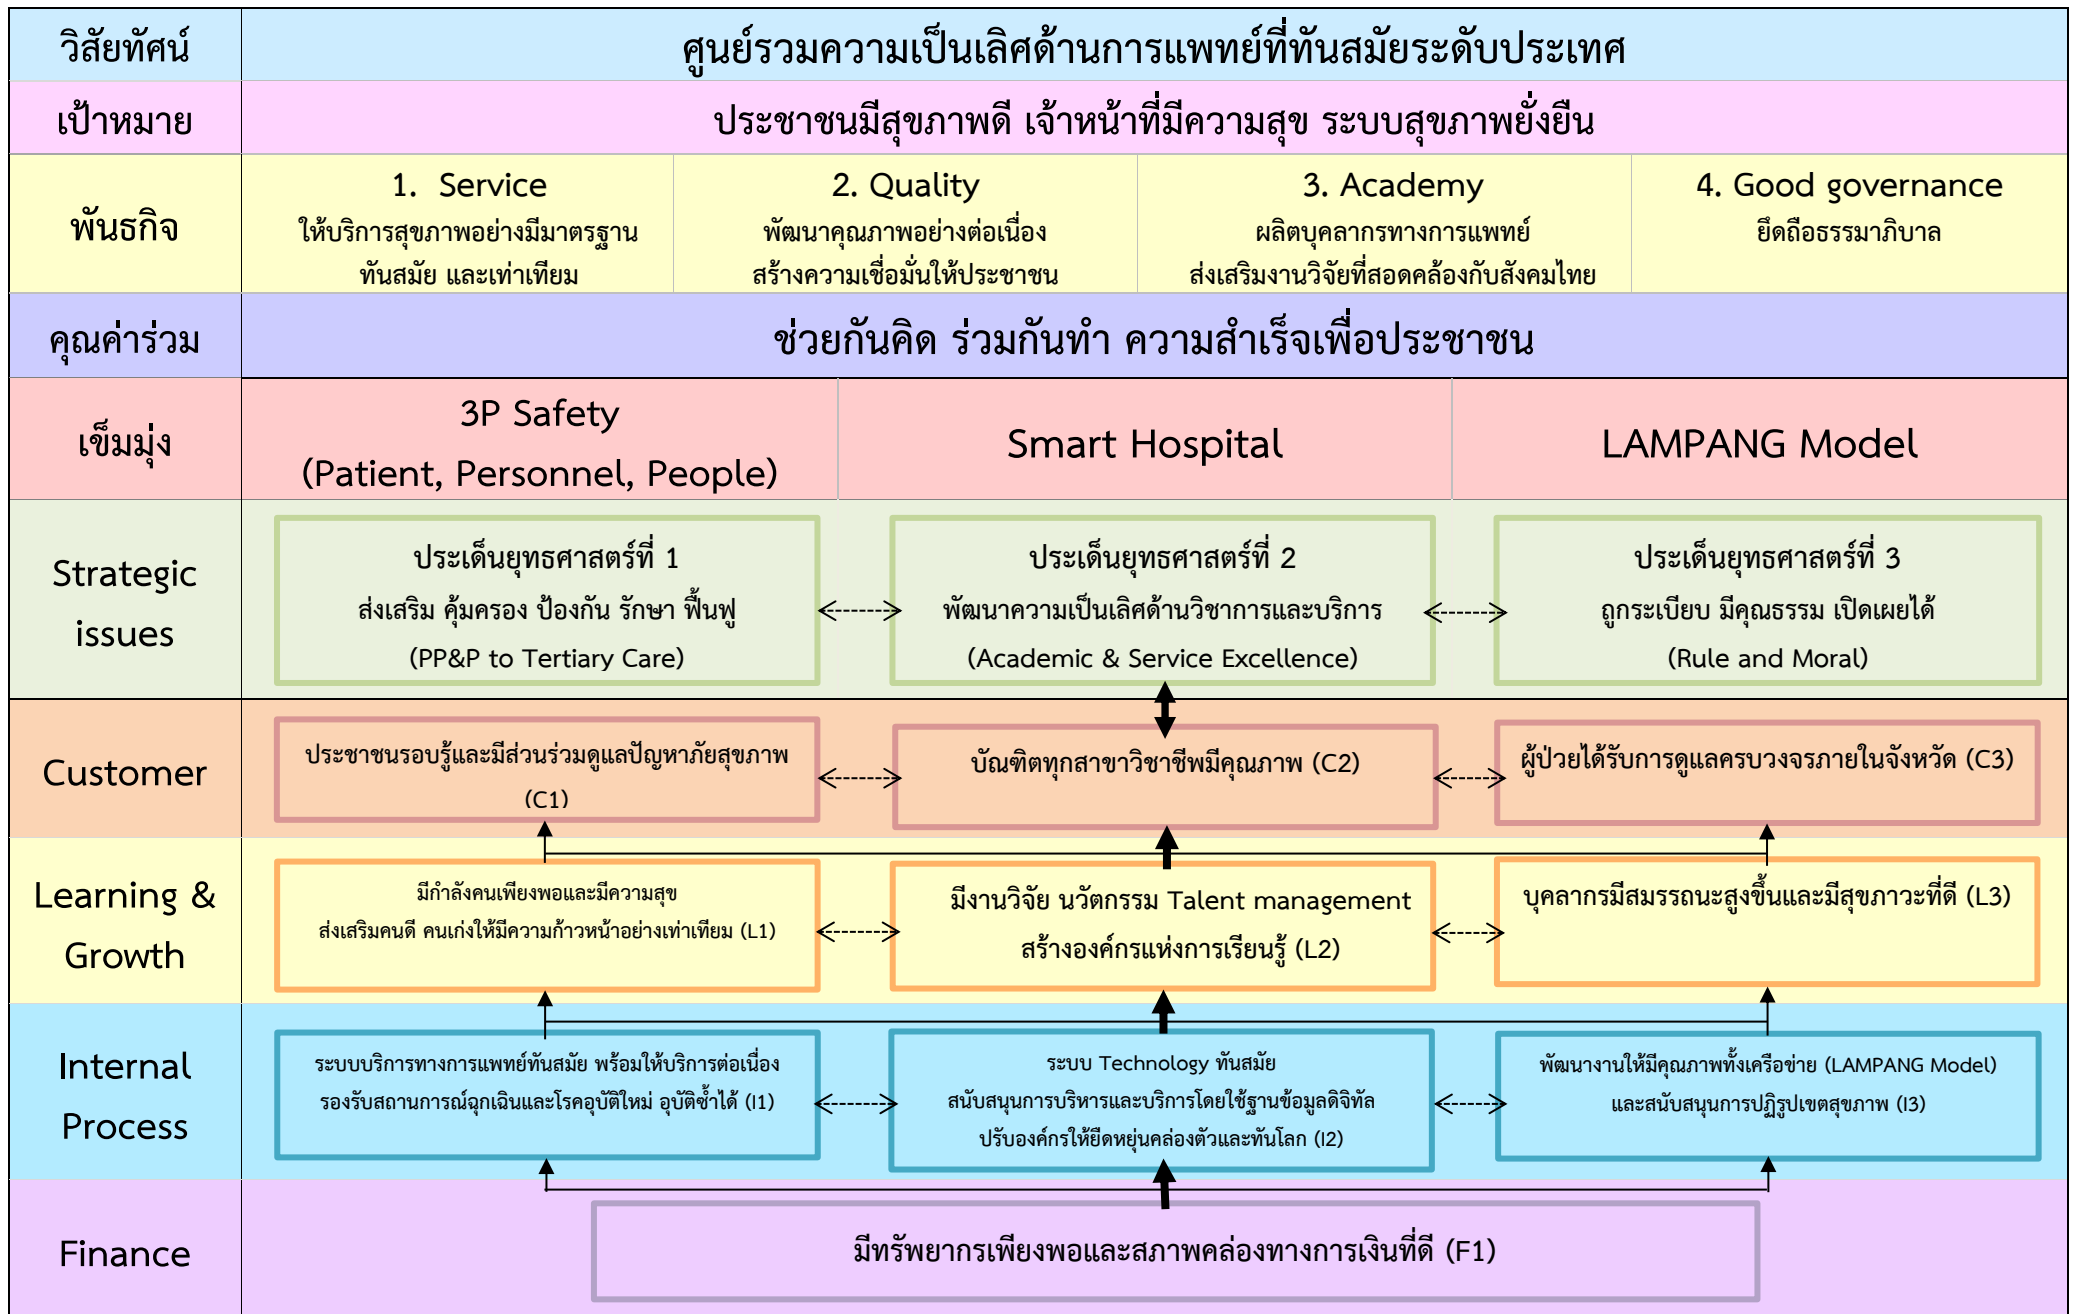 วิสัยทัศน์
ศูนย์รวมความเป็นเลิศด้านการแพทย์ที่ทันสมัยระดับประเทศ
เป้าหมาย
ประชาชนมีสุขภาพดี เจ้าหน้าที่มีความสุข ระบบสุขภาพยั่งยืน
พันธกิจ
1. Service
ให้บริการสุขภาพอย่างมีมาตรฐาน
ทันสมัย และเท่าเทียม
2. Quality
พัฒนาคุณภาพอย่างต่อเนื่อง
สร้างความเชื่อมั่นให้ประชาชน
3. Academy
ผลิตบุคลากรทางการแพทย์
ส่งเสริมงานวิจัยที่สอดคล้องกับสังคมไทย
4. Good governance
ยึดถือธรรมาภิบาล
คุณค่าร่วม
ช่วยกันคิด ร่วมกันทำ ความสำเร็จเพื่อประชาชน
เข็มมุ่ง
3P Safety
(Patient, Personnel, People)
Smart Hospital
LAMPANG Model
Strategic
issues
ประเด็นยุทธศาสตร์ที่ 1
ส่งเสริม คุ้มครอง ป้องกัน รักษา ฟื้นฟู
(PP&P to Tertiary Care)
ประเด็นยุทธศาสตร์ที่ 2
พัฒนาความเป็นเลิศด้านวิชาการและบริการ
(Academic & Service Excellence)
ประเด็นยุทธศาสตร์ที่ 3
ถูกระเบียบ มีคุณธรรม เปิดเผยได้
(Rule and Moral)
Customer
ประชาชนรอบรู้และมีส่วนร่วมดูแลปัญหาภัยสุขภาพ
(C1)
บัณฑิตทุกสาขาวิชาชีพมีคุณภาพ (C2)
ผู้ป่วยได้รับการดูแลครบวงจรภายในจังหวัด (C3)
Learning &
Growth
มีกำลังคนเพียงพอและมีความสุข
ส่งเสริมคนดี คนเก่งให้มีความก้าวหน้าอย่างเท่าเทียม (L1)
มีงานวิจัย นวัตกรรม Talent management
สร้างองค์กรแห่งการเรียนรู้ (L2)
บุคลากรมีสมรรถนะสูงขึ้นและมีสุขภาวะที่ดี (L3)
Internal
Process
ระบบบริการทางการแพทย์ทันสมัย พร้อมให้บริการต่อเนื่อง
รองรับสถานการณ์ฉุกเฉินและโรคอุบัติใหม่ อุบัติซ้ำได้ (I1)
ระบบ Technology ทันสมัย
สนับสนุนการบริหารและบริการโดยใช้ฐานข้อมูลดิจิทัล
ปรับองค์กรให้ยืดหยุ่นคล่องตัวและทันโลก (I2)
พัฒนางานให้มีคุณภาพทั้งเครือข่าย (LAMPANG Model)
และสนับสนุนการปฏิรูปเขตสุขภาพ (I3)
Finance
มีทรัพยากรเพียงพอและสภาพคล่องทางการเงินที่ดี (F1)